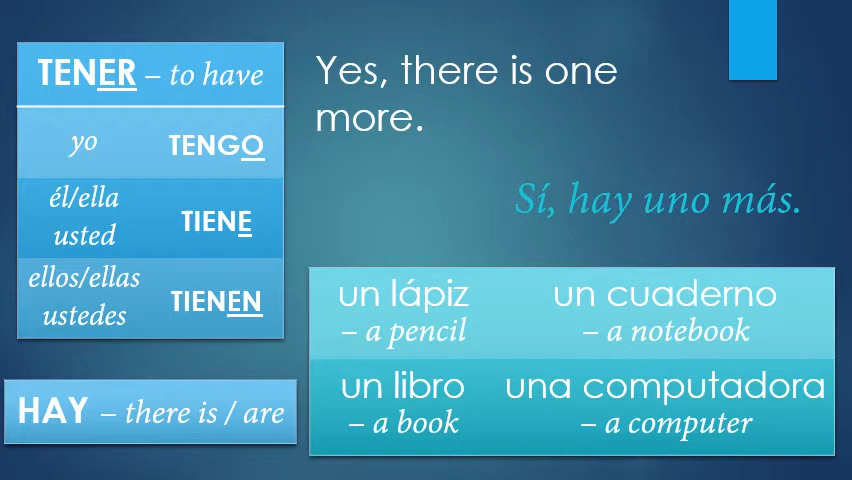 TENER – to have
yo TENGO
él/ella
usted
TIENE
ellos/ellas
ustedes
TIENEN
HAY – there is / are
Yes, there is one
more.
Sí, hay uno más.
un lápiz
– a pencil
un cuaderno
– a notebook
un libro
– a book
una computadora
– a computer